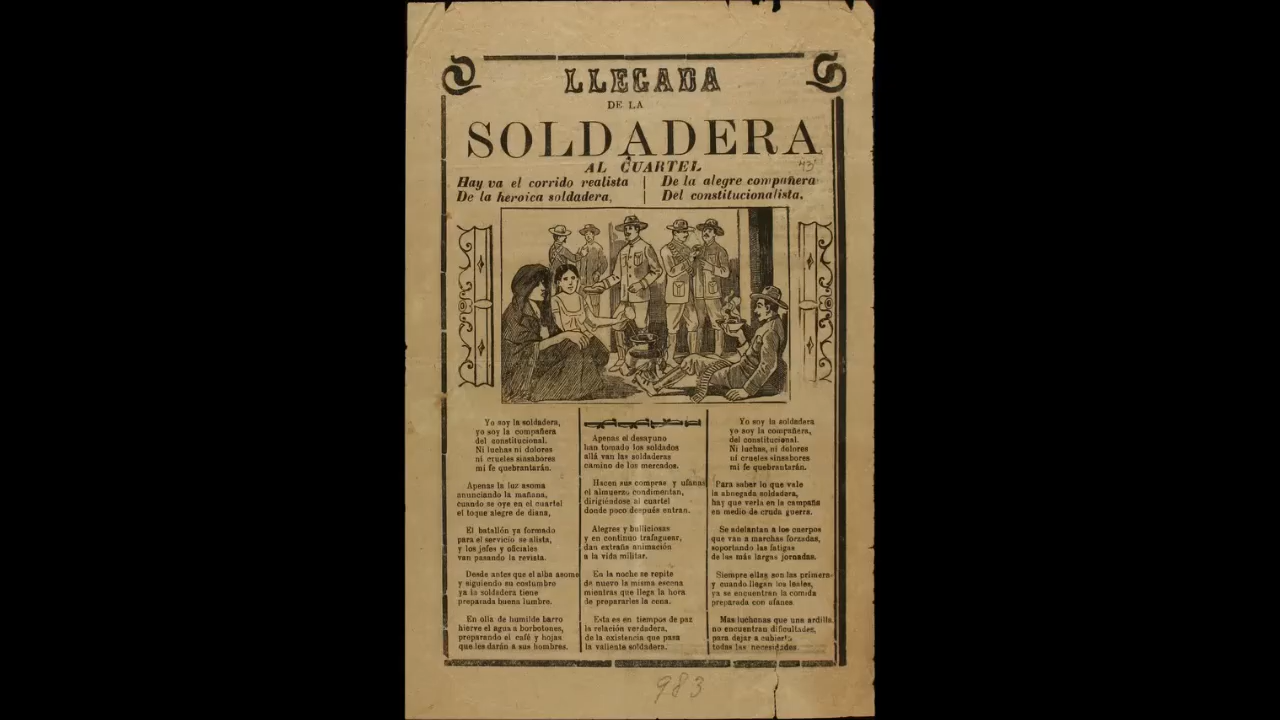 LLEGADA
DE LA
SOLDADERA
AL CUARTEL
43
Hay va el corrido realista
De la heroica soldadera,
De la alegre compañera
Del constitucionalista.
Yo soy la soldadera,
yo soy la compañera
del constitucional.
Ni luchas ni dolores
ni crueles sinsabores
mi fe quebrantarán.
Apenas la luz asoma
anunciando la mañana,
cuando se oye en el cuartel
el toque alegre de diana,
El batallón ya formado
para el servicio se alista,
y los jefes y oficiales
van pasando la revista.
Desde antes que el alba asome
y siguiendo su costumbre
ya la soldadera tiene
preparada buena lumbre.
En olla de humilde barro
hierve el agua a borbotones,
preparando el café y hojas
que les darán a sus hombres.
Apenas el desayuno
han tomado los soldados
allá van las soldaderas
camino de los mercados.
Hacen sus compras y ufanas
el almuerzo condimentan,
dirigiéndose al cuartel
donde poco después entran.
Alegres y bulliciosas
y en continuo trafaguear,
dan extraña animación
a la vida militar.
En la noche se repite
de nuevo la misma escena
mientras que llega la hora
de prepararles la cena.
Esta es en tiempos de paz
la relación verdadera,
de la existencia que pasa
la valiente soldadera.
Yo soy la soldadera
yo soy la compañera,
del constitucional.
Ni luchas, ni dolores
ni crueles sinsabores
mi fe quebrantarán.
Para saber lo que vale
la abnegada soldadera,
hay que verla en la campaña
en medio de cruda guerra.
Se adelantan a los cuerpos
que van a marchas forzadas,
soportando las fatigas
de las más largas jornadas.
Siempre ellas son las primeras
y cuando llegan los leales,
ya se encuentran la comida
preparada con afanes.
Mas luchonas que una ardilla
no encuentran dificultades,
para dejar a cubierto
todas las necesidades.
983